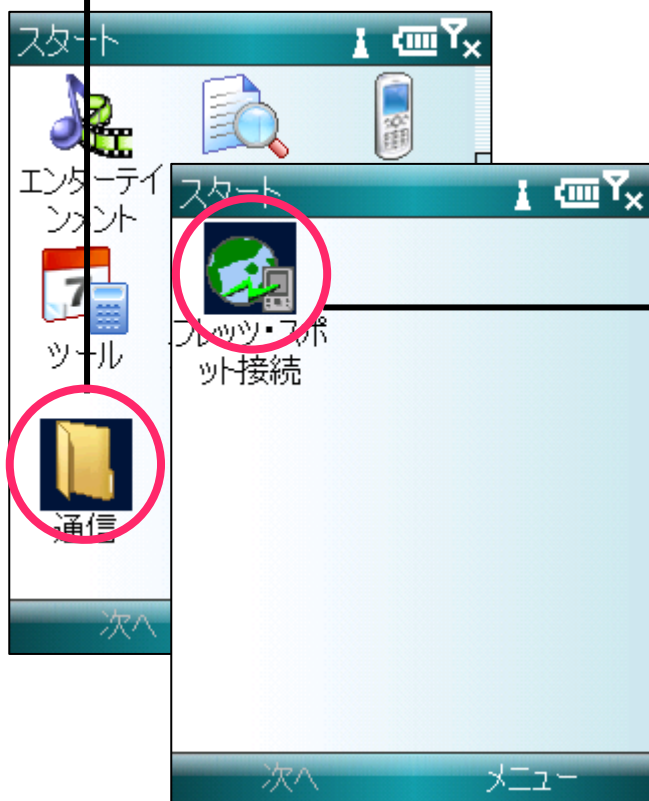 スタート
エンターテイ
ンメント
7
ツール
通信
次へ
スタート
フレッツ・スポ
ット接続
次へ
メニュー